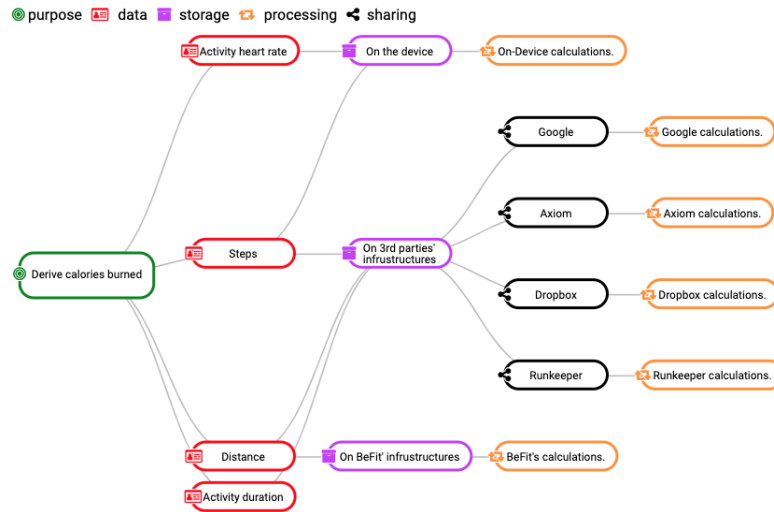 purpose data storage processing sharing
Activity heart rate
On the device
On-Device calculations.
Google
Google calculations.
Axiom
Axiom calculations.
Steps
On 3rd parties'
infrustructures
Derive calories burned
Dropbox
Dropbox calculations.
Runkeeper
Runkeeper calculations.
Distance
On BeFit' infrustructures
BeFit's calculations.
Activity duration